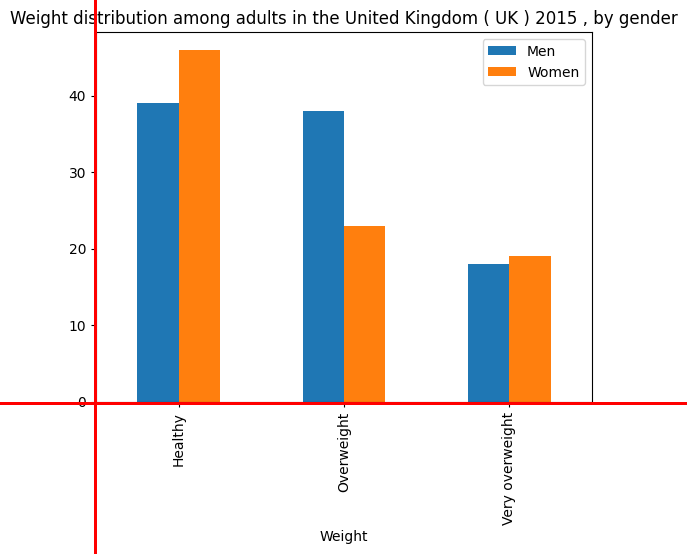 Weight distribution among adults in the United Kingdom ( UK ) 2015 , by gender
Men
Women
40
30
20
10
0
Healthy
Overweight
Very overweight
Weight